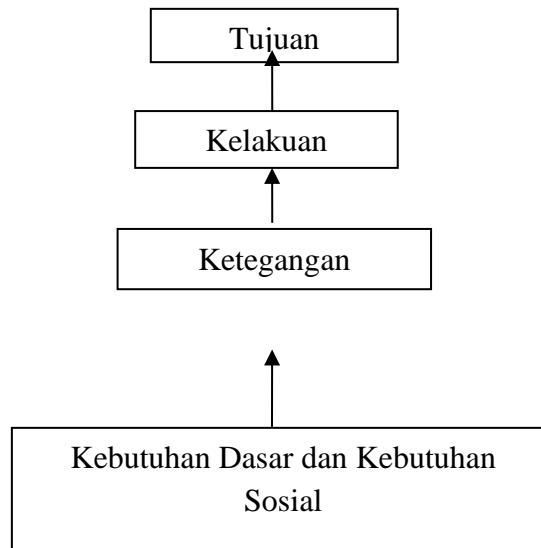 Tujuan
Kelakuan
Ketegangan
Kebutuhan Dasar dan Kebutuhan
Sosial